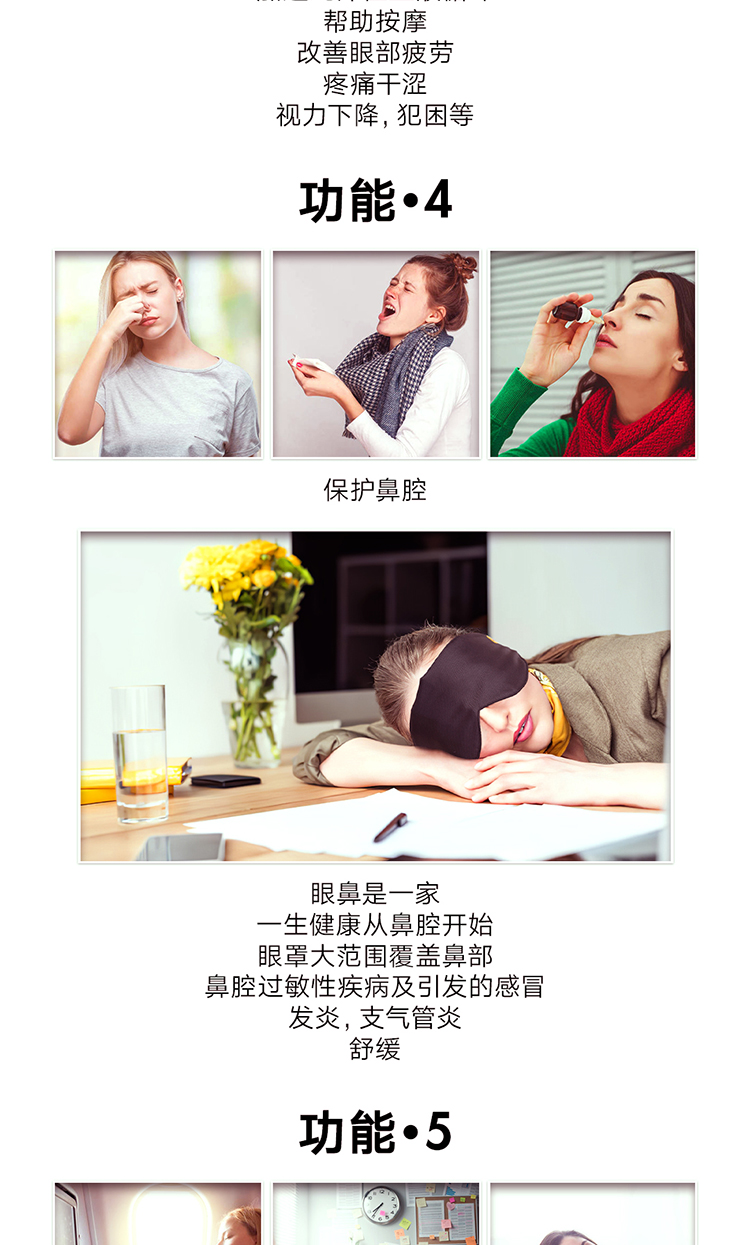 帮助按摩
改善眼部疲劳
疼痛干涩
视力下降, 犯困等
功能•4
保护鼻腔
眼鼻是一家
一生健康从鼻腔开始
眼罩大范围覆盖鼻部
鼻腔过敏性疾病及引发的感冒
发炎, 支气管炎
舒缓
功能•5